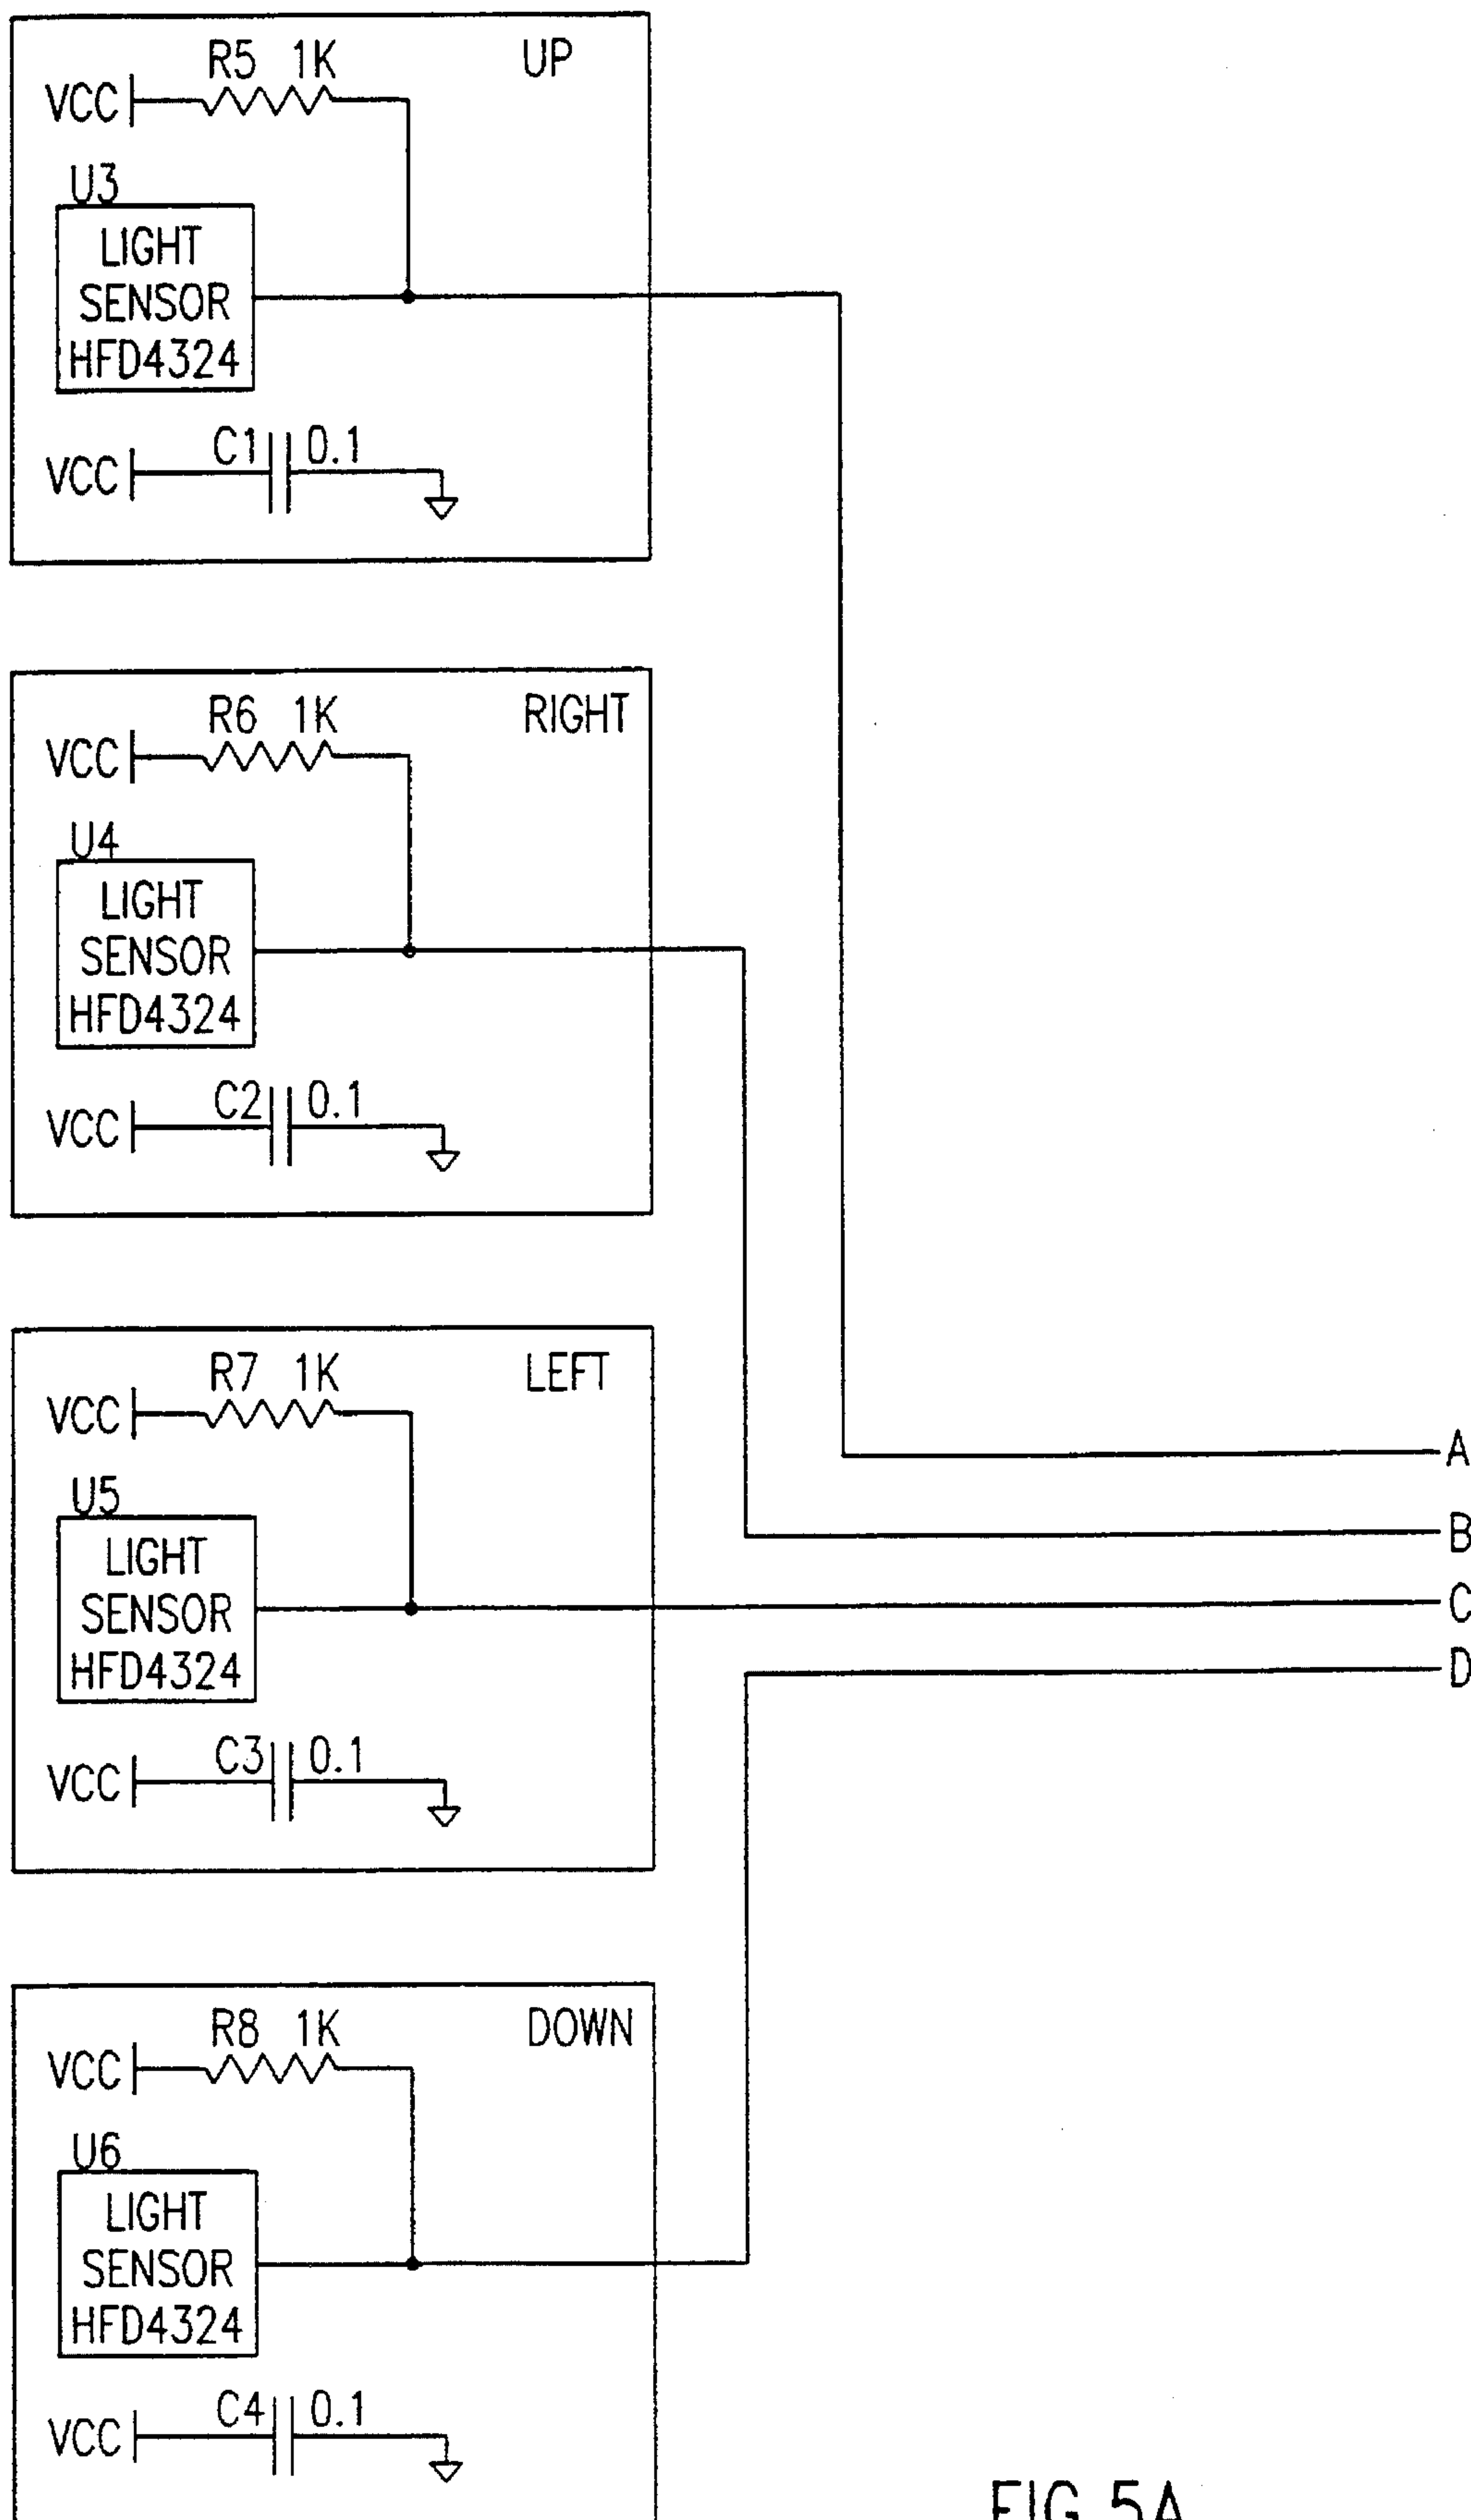 R5 1K UP
VCC
U3
LIGHT
SENSOR
HFD4324
C1 0.1
VCC
R6 1K RIGHT
VCC
U4
LIGHT
SENSOR
HFD4324
C2 0.1
VCC
R7 1K LEFT
VCC
U5
LIGHT
SENSOR
HFD4324
C3 0.1
VCC
A
B
C
D
R8 1K DOWN
VCC
U6
LIGHT
SENSOR
HFD4324
C4 0.1
VCC
FIG. 5A